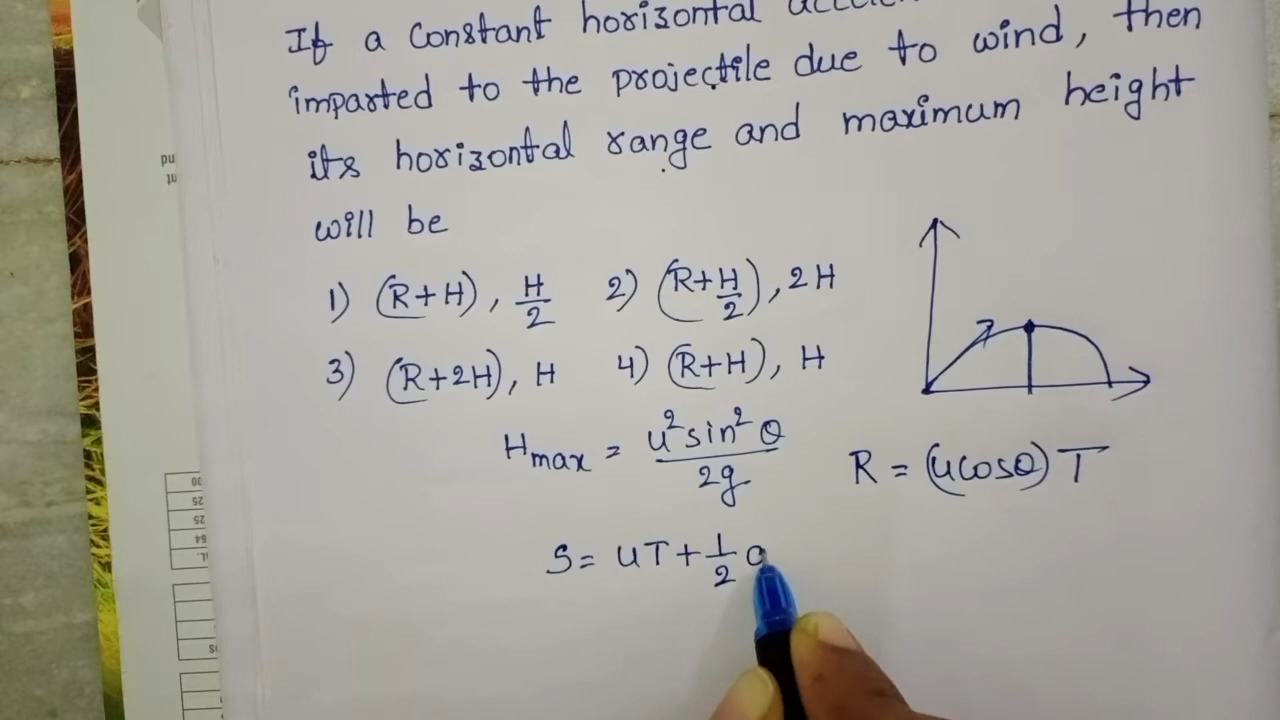 If a constant horizontal
imparted to the projectile due to wind, then
its horizontal range and maximum height
will be
1) (R+H), H/2 2) (R+H/2), 2H
3) (R+2H), H 4) (R+H), H
Hmax = u²sin²θ/2g R = (ucosθ) T
S = UT + 1/2